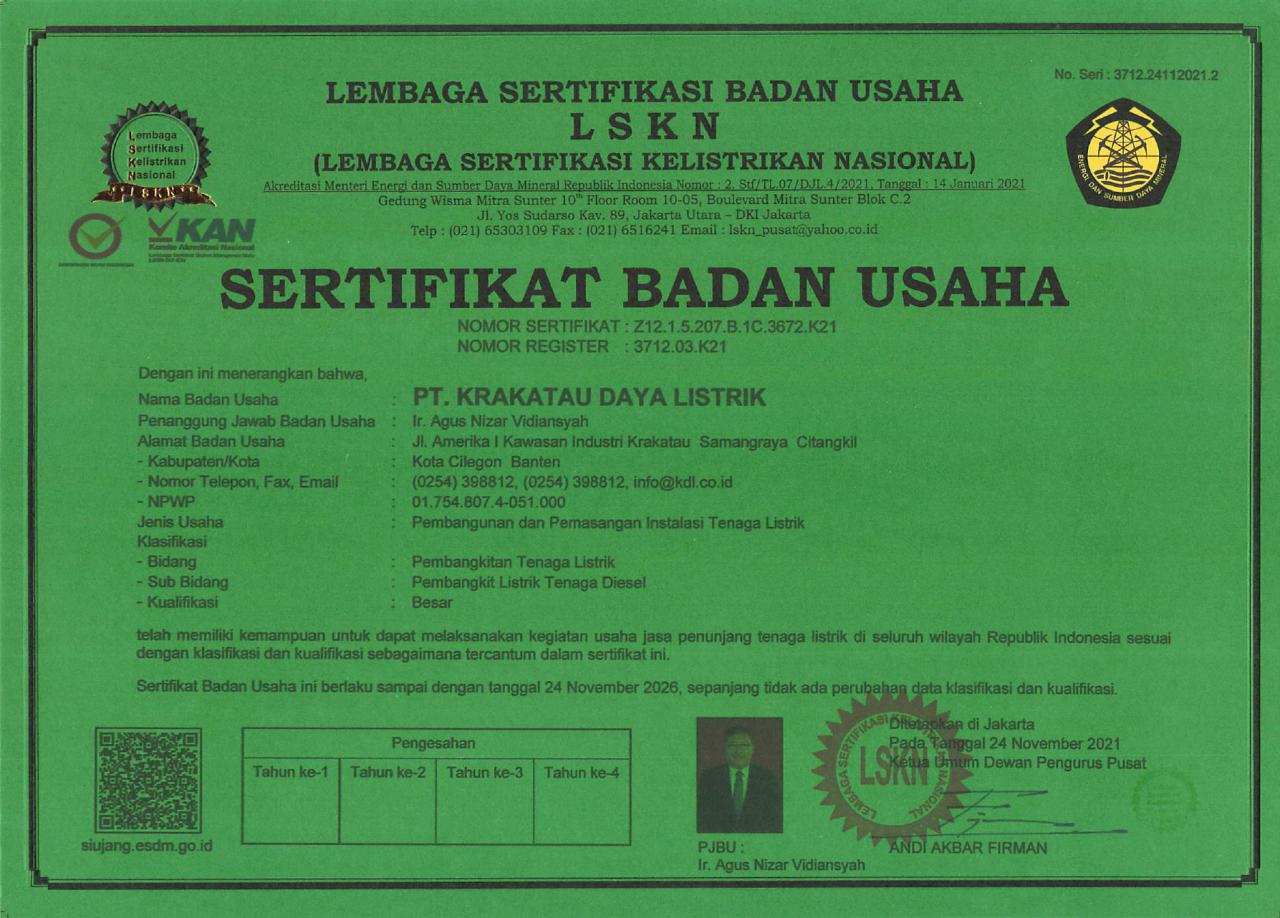 No. Seri : 3712.24112021.2
LEMBAGA SERTIFIKASI BADAN USAHA
L S K N
(LEMBAGA SERTIFIKASI KELISTRIKAN NASIONAL)
Akreditasi Menteri Energi dan Sumber Daya Mineral Republik Indonesia Nomor : 2. Stf/TL.07/DJL.4/2021, Tanggal : 14 Januari 2021
Gedung Wisma Mitra Sunter 10th Floor Room 10-05, Boulevard Mitra Sunter Blok C.2
Jl. Yos Sudarso Kav. 89, Jakarta Utara – DKI Jakarta
Telp : (021) 65303109 Fax : (021) 6516241 Email : lskn_pusat@yahoo.co.id
Lembaga
Sertifikasi
Kelistrikan
Nasional
LSKN
KAN
Komite Akreditasi Nasional
ENERGI DAN SUMBER DAYA MINERAL
SERTIFIKAT BADAN USAHA
NOMOR SERTIFIKAT : Z12.1.5.207.B.1C.3672.K21
NOMOR REGISTER : 3712.03.K21
Dengan ini menerangkan bahwa,
Nama Badan Usaha : PT. KRAKATAU DAYA LISTRIK
Penanggung Jawab Badan Usaha : Ir. Agus Nizar Vidiansyah
Alamat Badan Usaha : Jl. Amerika I Kawasan Industri Krakatau Samangraya Citangkil
- Kabupaten/Kota : Kota Cilegon Banten
- Nomor Telepon, Fax, Email : (0254) 398812, (0254) 398812, info@kdl.co.id
- NPWP : 01.754.807.4-051.000
Jenis Usaha : Pembangunan dan Pemasangan Instalasi Tenaga Listrik
Klasifikasi
- Bidang : Pembangkitan Tenaga Listrik
- Sub Bidang : Pembangkit Listrik Tenaga Diesel
- Kualifikasi : Besar
telah memiliki kemampuan untuk dapat melaksanakan kegiatan usaha jasa penunjang tenaga listrik di seluruh wilayah Republik Indonesia sesuai
dengan klasifikasi dan kualifikasi sebagaimana tercantum dalam sertifikat ini.
Sertifikat Badan Usaha ini berlaku sampai dengan tanggal 24 November 2026, sepanjang tidak ada perubahan data klasifikasi dan kualifikasi.
siujang.esdm.go.id
Pengesahan
Tahun ke-1 Tahun ke-2 Tahun ke-3 Tahun ke-4
PJBU :
Ir. Agus Nizar Vidiansyah
LEMBAGA SERTIFIKASI KELISTRIKAN NASIONAL
LSKN
Ditetapkan di Jakarta
Pada Tanggal 24 November 2021
Ketua Umum Dewan Pengurus Pusat
ANDI AKBAR FIRMAN